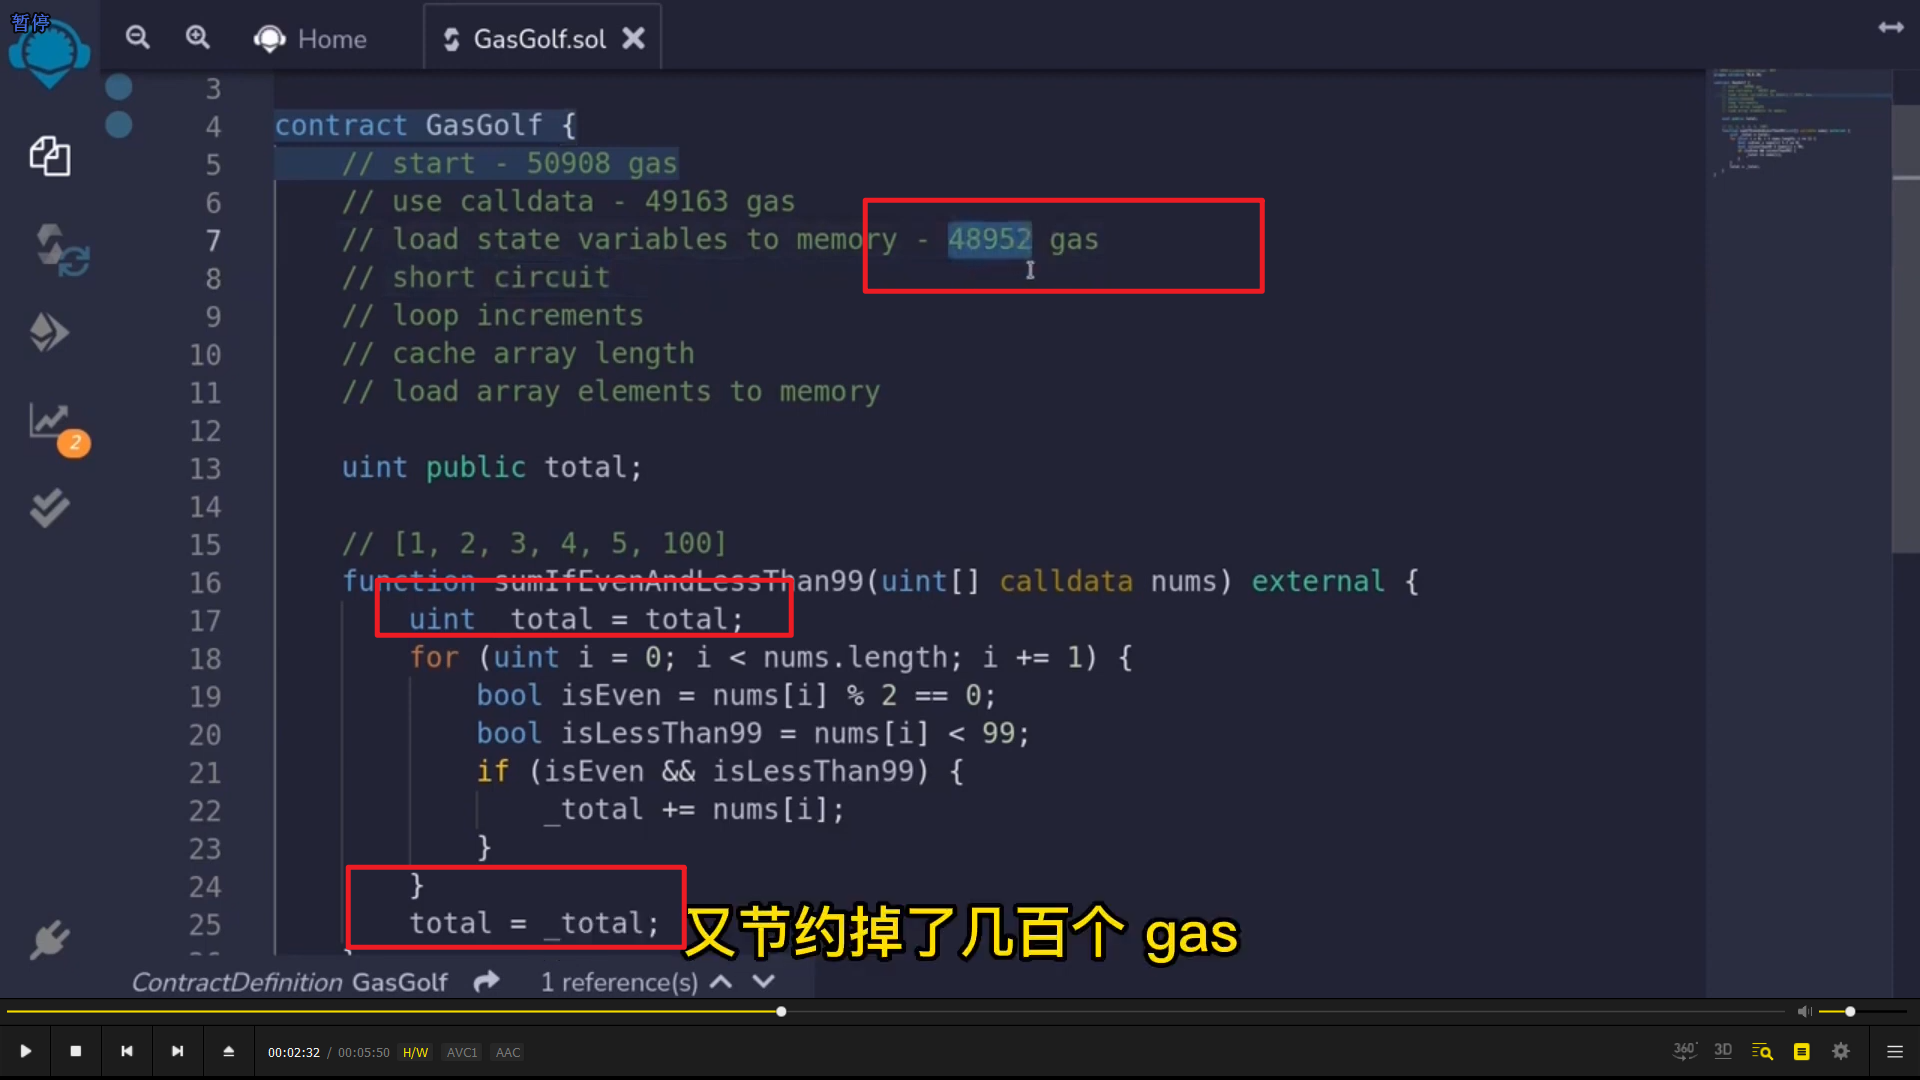 暂停
Home
GasGolf.sol
3
4 contract GasGolf {
5 // start - 50908 gas
6 // use calldata - 49163 gas
7 // load state variables to memory - 48952 gas
8 // short circuit
9 // loop increments
10 // cache array length
11 // load array elements to memory
12
13 uint public total;
14
15 // [1, 2, 3, 4, 5, 100]
16 function sumIfEvenAndLessThan99(uint[] calldata nums) external {
17 uint _total = total;
18 for (uint i = 0; i < nums.length; i += 1) {
19 bool isEven = nums[i] % 2 == 0;
20 bool isLessThan99 = nums[i] < 99;
21 if (isEven && isLessThan99) {
22 _total += nums[i];
23 }
24 }
25 total = _total;
2
又节约掉了几百个 gas
ContractDefinition GasGolf 1 reference(s)
00:02:32 / 00:05:50 H/W AVC1 AAC
360° 3D